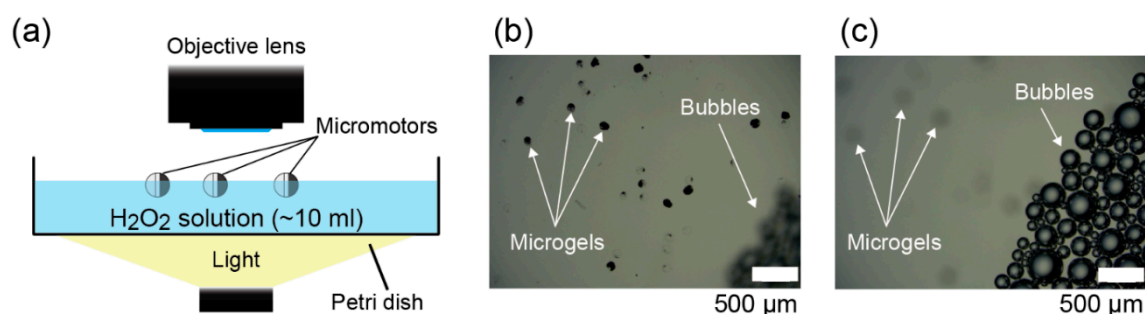 (a)
Objective lens
Micromotors
H₂O₂ solution (~10 ml)
Light
Petri dish
(b)
Bubbles
Microgels
500 µm
(c)
Bubbles
Microgels
500 µm